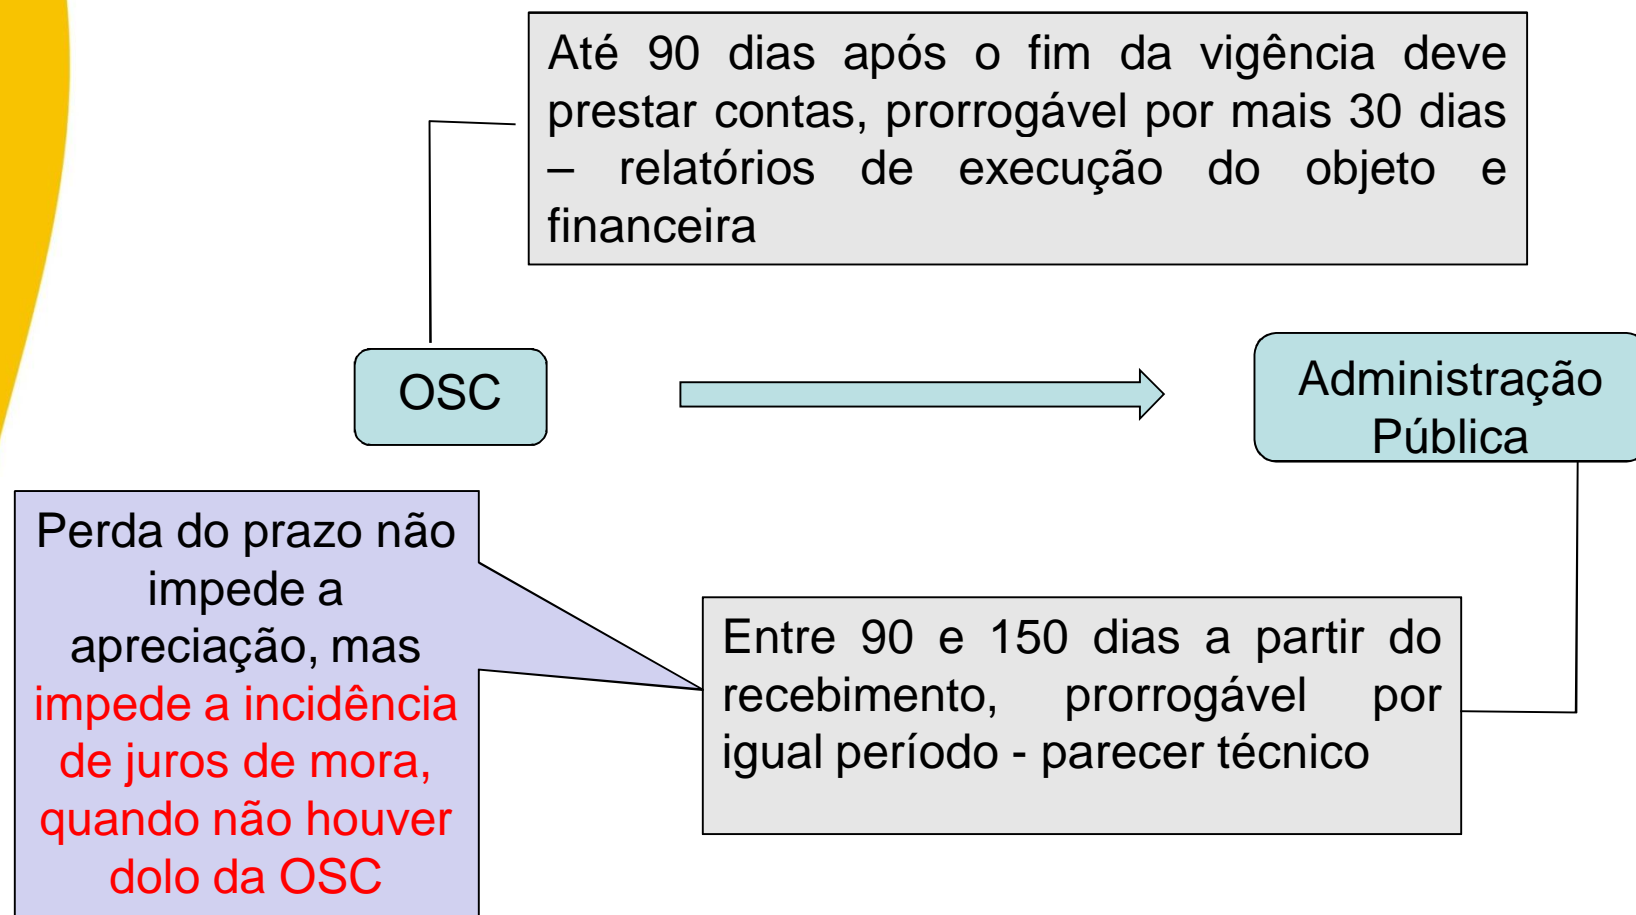 Até 90 dias após o fim da vigência deve
prestar contas, prorrogável por mais 30 dias
– relatórios de execução do objeto e
financeira
OSC
Administração
Pública
Perda do prazo não
impede a
apreciação, mas
impede a incidência
de juros de mora,
quando não houver
dolo da OSC
Entre 90 e 150 dias a partir do
recebimento, prorrogável por
igual período - parecer técnico